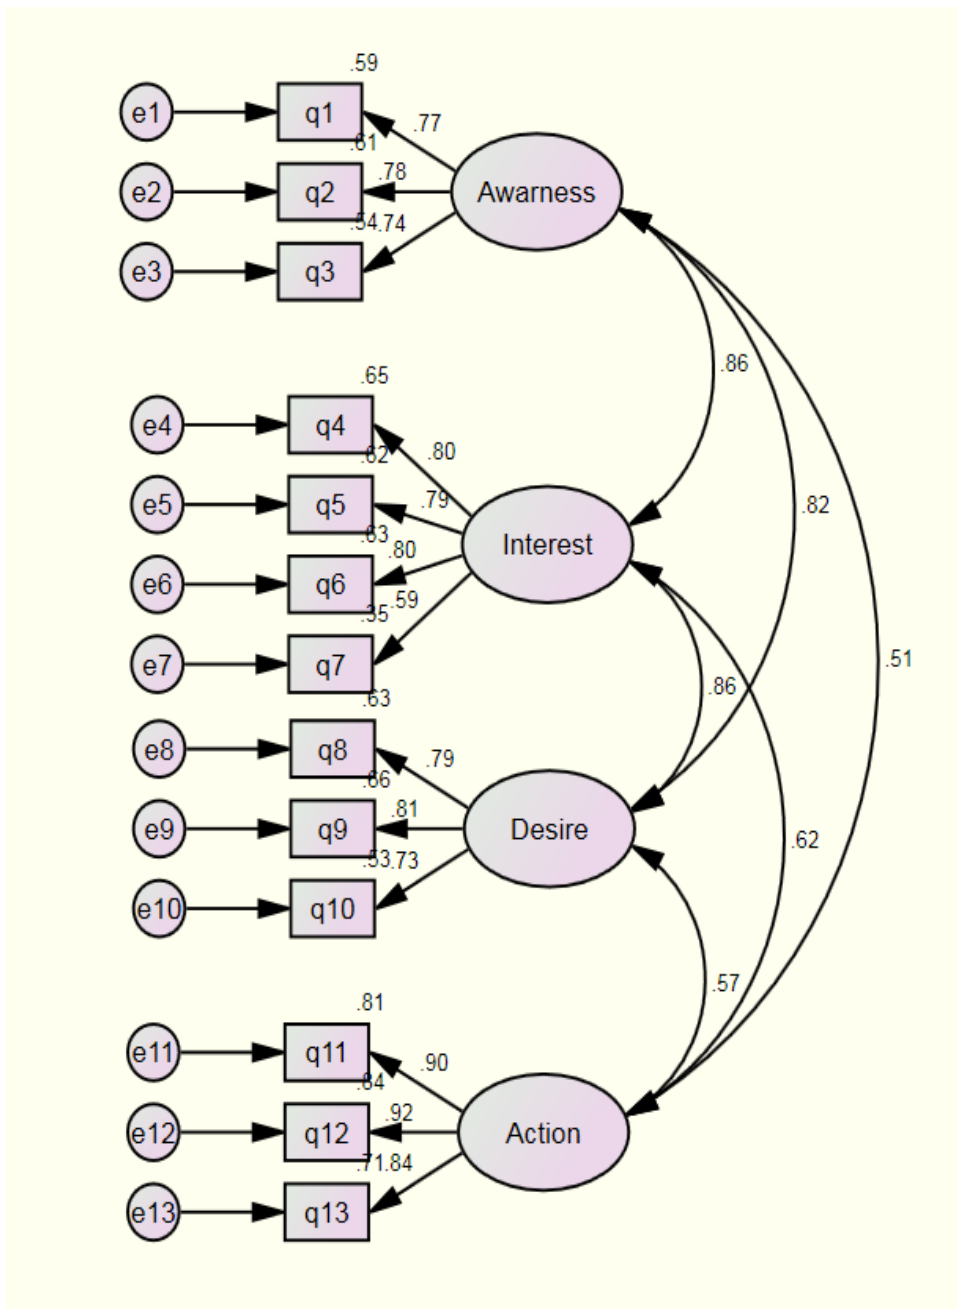 .59
e1 q1 .77
.61
e2 q2 .78 Awarness
.54 .74
e3 q3
.86
.65
e4 q4 .80
.62
e5 q5 .79 .82
.63
Interest
e6 q6 .80
.35 .59
e7 q7 .51
.86
.63
e8 q8 .79
.66
e9 q9 .81 Desire
.62
.53 .73
e10 q10
.57
.81
e11 q11 .90
.84
e12 q12 .92 Action
.71 .84
e13 q13